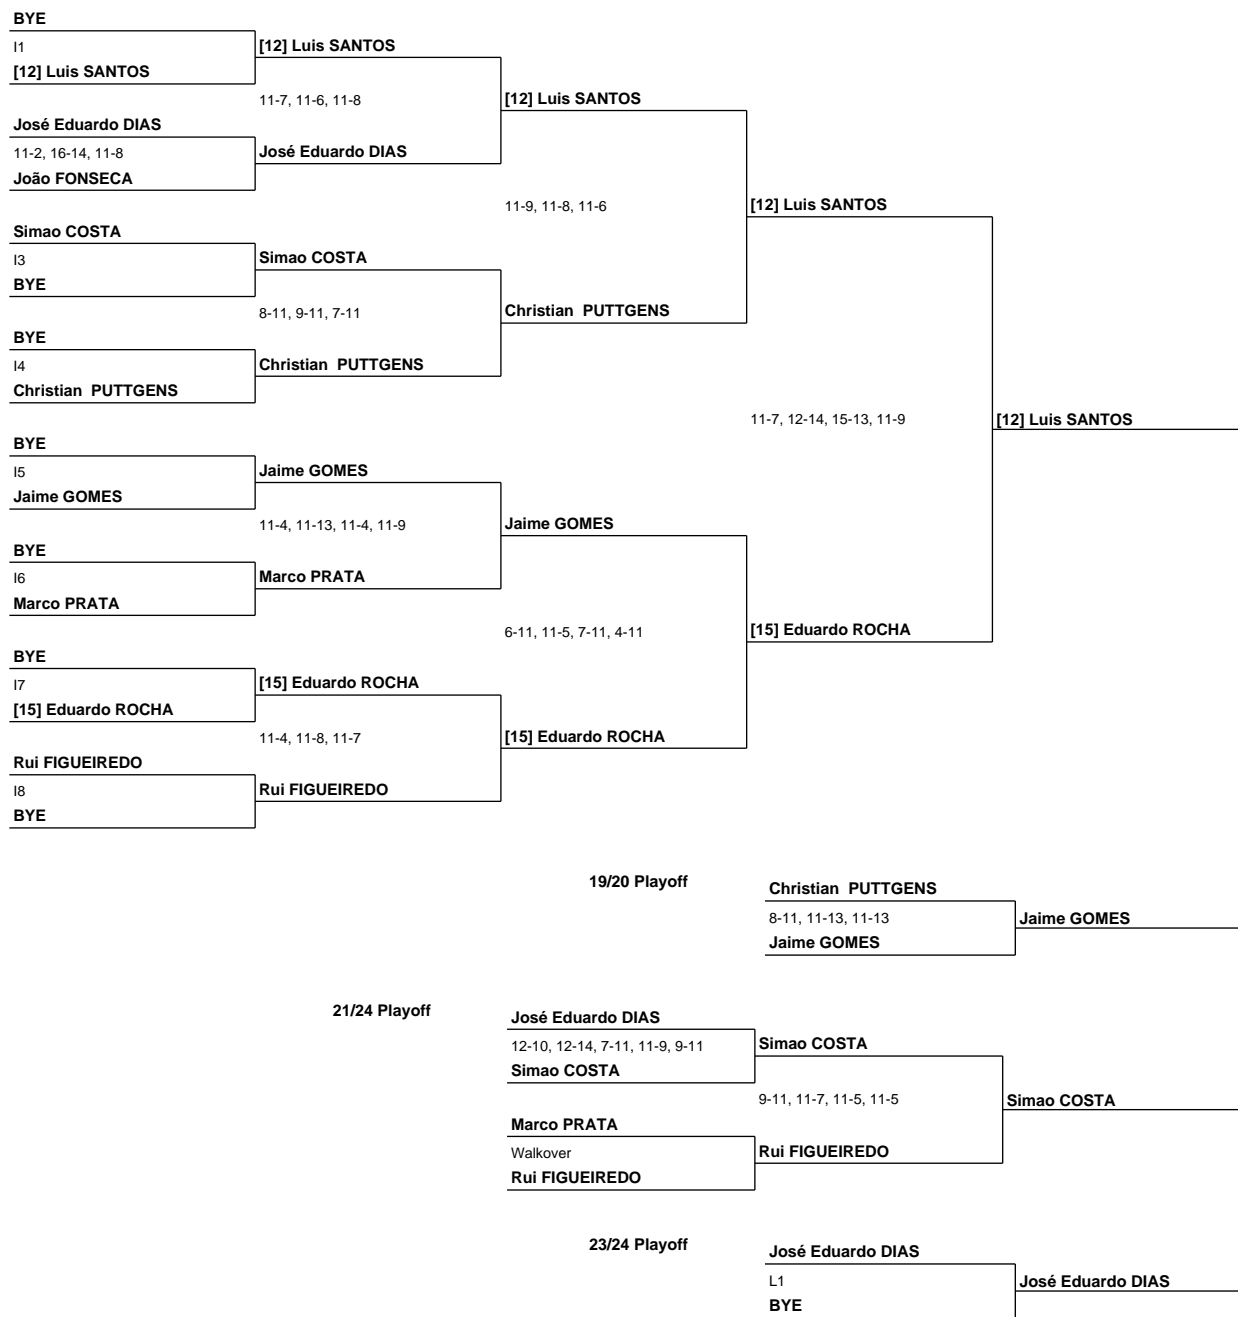 BYE
I1
[12] Luis SANTOS
[12] Luis SANTOS
11-7, 11-6, 11-8
[12] Luis SANTOS
José Eduardo DIAS
11-2, 16-14, 11-8
José Eduardo DIAS
João FONSECA
11-9, 11-8, 11-6
[12] Luis SANTOS
Simao COSTA
I3
Simao COSTA
BYE
8-11, 9-11, 7-11
Christian  PUTTGENS
BYE
I4
Christian  PUTTGENS
Christian  PUTTGENS
11-7, 12-14, 15-13, 11-9
[12] Luis SANTOS
BYE
I5
Jaime GOMES
Jaime GOMES
11-4, 11-13, 11-4, 11-9
Jaime GOMES
BYE
I6
Marco PRATA
Marco PRATA
6-11, 11-5, 7-11, 4-11
[15] Eduardo ROCHA
BYE
I7
[15] Eduardo ROCHA
[15] Eduardo ROCHA
11-4, 11-8, 11-7
[15] Eduardo ROCHA
Rui FIGUEIREDO
I8
Rui FIGUEIREDO
BYE
19/20 Playoff
Christian  PUTTGENS
8-11, 11-13, 11-13
Jaime GOMES
Jaime GOMES
21/24 Playoff
José Eduardo DIAS
12-10, 12-14, 7-11, 11-9, 9-11
Simao COSTA
Simao COSTA
9-11, 11-7, 11-5, 11-5
Simao COSTA
Marco PRATA
Walkover
Rui FIGUEIREDO
Rui FIGUEIREDO
23/24 Playoff
José Eduardo DIAS
L1
José Eduardo DIAS
BYE